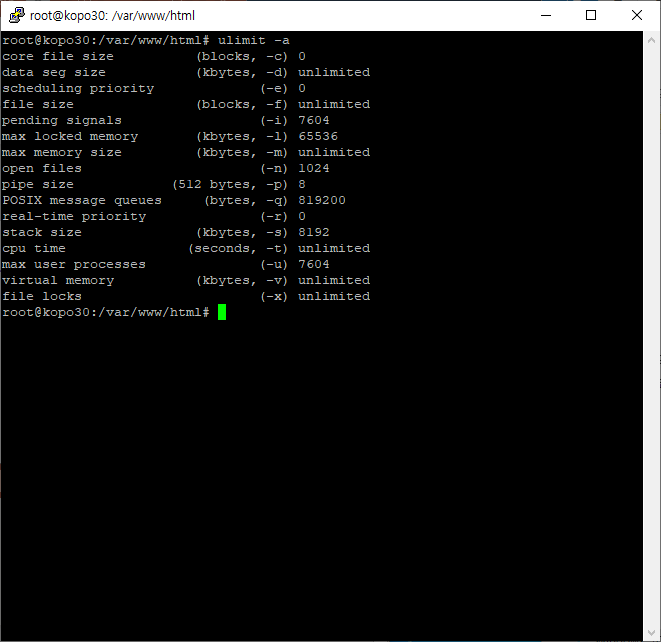 root@kopo30: /var/www/html
root@kopo30:/var/www/html# ulimit -a
core file size          (blocks, -c) 0
data seg size           (kbytes, -d) unlimited
scheduling priority             (-e) 0
file size               (blocks, -f) unlimited
pending signals                 (-i) 7604
max locked memory       (kbytes, -l) 65536
max memory size         (kbytes, -m) unlimited
open files                      (-n) 1024
pipe size            (512 bytes, -p) 8
POSIX message queues     (bytes, -q) 819200
real-time priority              (-r) 0
stack size              (kbytes, -s) 8192
cpu time               (seconds, -t) unlimited
max user processes              (-u) 7604
virtual memory          (kbytes, -v) unlimited
file locks                      (-x) unlimited
root@kopo30:/var/www/html#